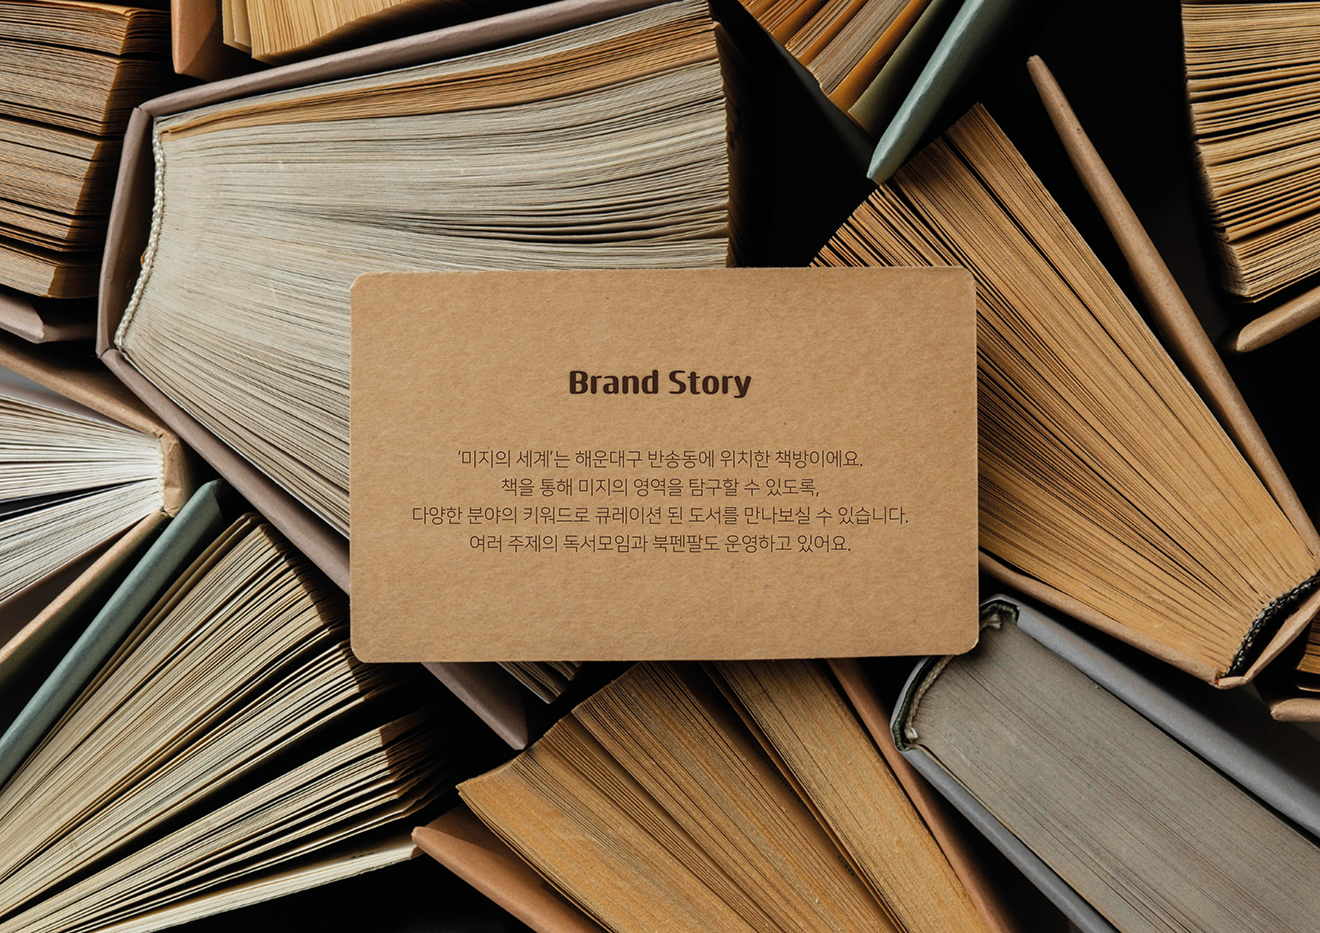 Brand Story
‘미지의 세계’는 해운대구 반송동에 위치한 책방이에요.
책을 통해 미지의 영역을 탐구할 수 있도록,
다양한 분야의 키워드로 큐레이션 된 도서를 만나보실 수 있습니다.
여러 주제의 독서모임과 북펜팔도 운영하고 있어요.